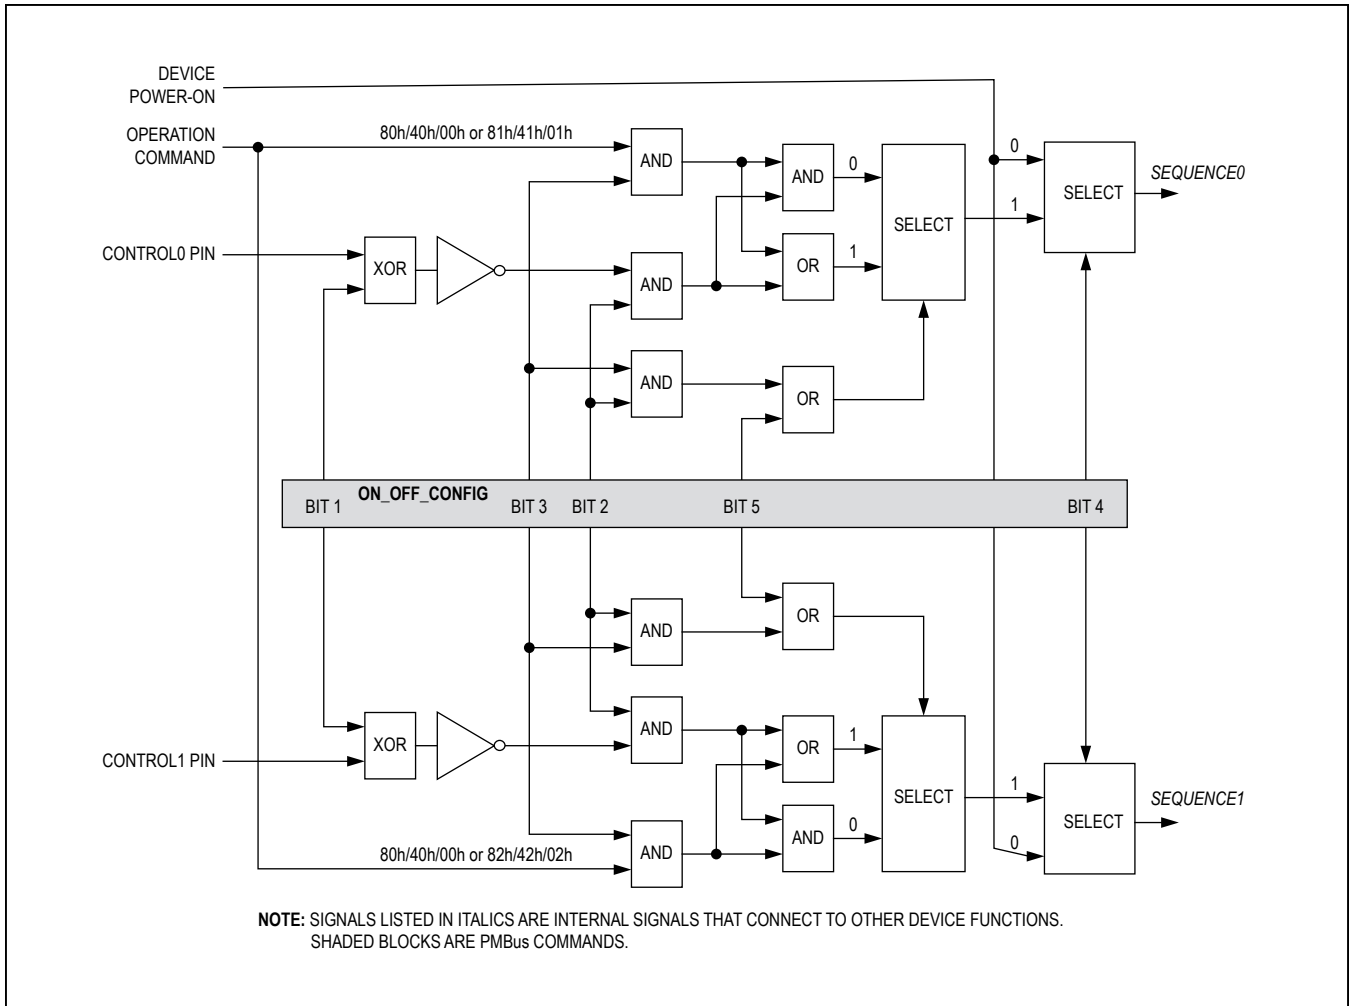 DEVICE
POWER-ON
OPERATION
COMMAND
80h/40h/00h or 81h/41h/01h
AND
AND
0
SELECT
0
SELECT
SEQUENCE0
1
CONTROL0 PIN
XOR
AND
OR
1
AND
OR
ON_OFF_CONFIG
BIT 1
BIT 3
BIT 2
BIT 5
BIT 4
AND
OR
CONTROL1 PIN
XOR
AND
OR
1
SELECT
1
SELECT
SEQUENCE1
0
80h/40h/00h or 82h/42h/02h
AND
AND
0
NOTE: SIGNALS LISTED IN ITALICS ARE INTERNAL SIGNALS THAT CONNECT TO OTHER DEVICE FUNCTIONS.
SHADED BLOCKS ARE PMBus COMMANDS.